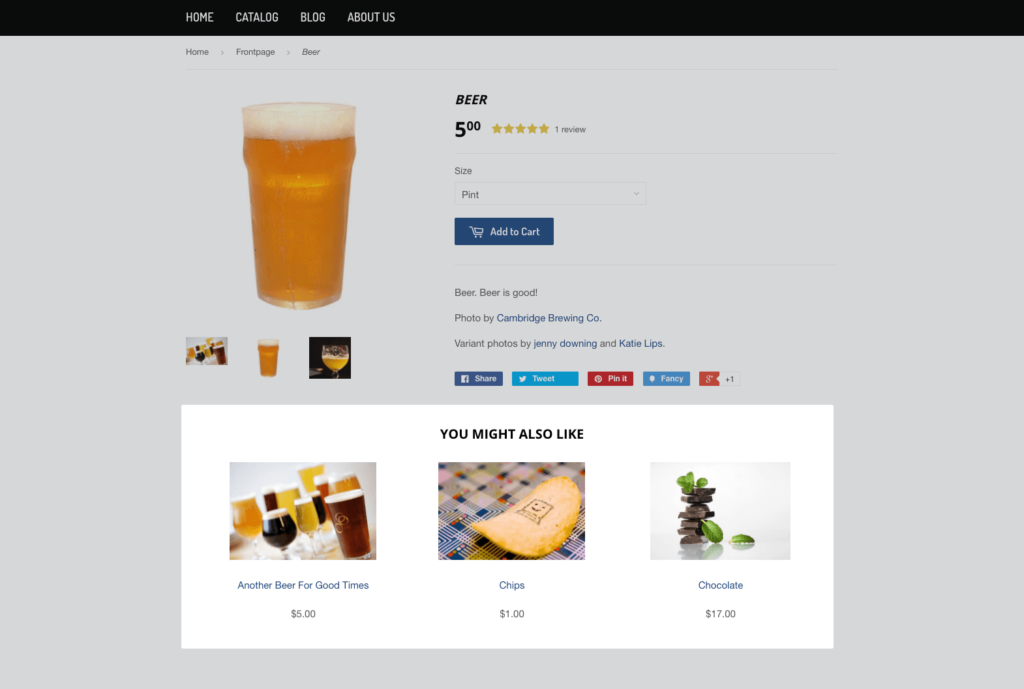 HOME CATALOG BLOG ABOUT US
Home › Frontpage › Beer
BEER
5⁰⁰ 1 review
Size
Pint
Add to Cart
Beer. Beer is good!
Photo by Cambridge Brewing Co.
Variant photos by jenny downing and Katie Lips.
Share Tweet Pin it Fancy +1
YOU MIGHT ALSO LIKE
Another Beer For Good Times Chips Chocolate
$5.00 $1.00 $17.00